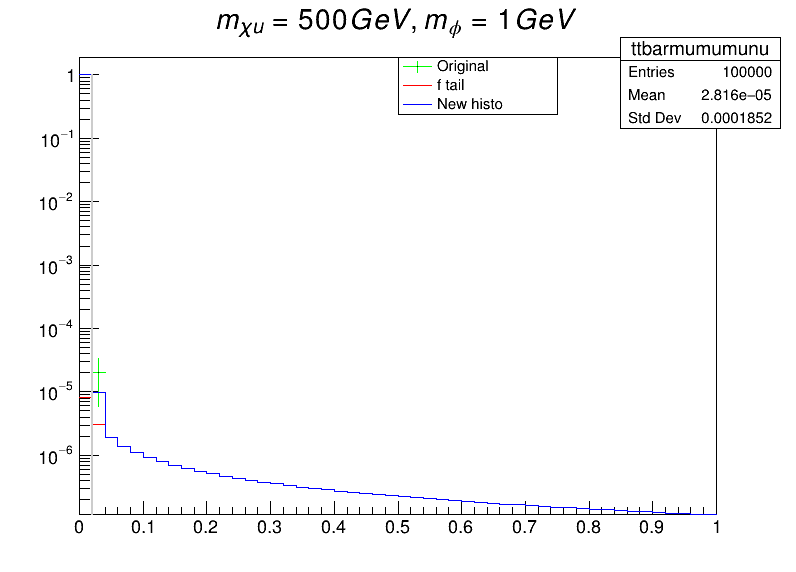 m_χu = 500GeV, m_ϕ = 1GeV
ttbarmumumunu
Entries 100000
Mean 2.816e−05
Std Dev 0.0001852
Original
f tail
New histo
1
10^−1
10^−2
10^−3
10^−4
10^−5
10^−6
0 0.1 0.2 0.3 0.4 0.5 0.6 0.7 0.8 0.9 1